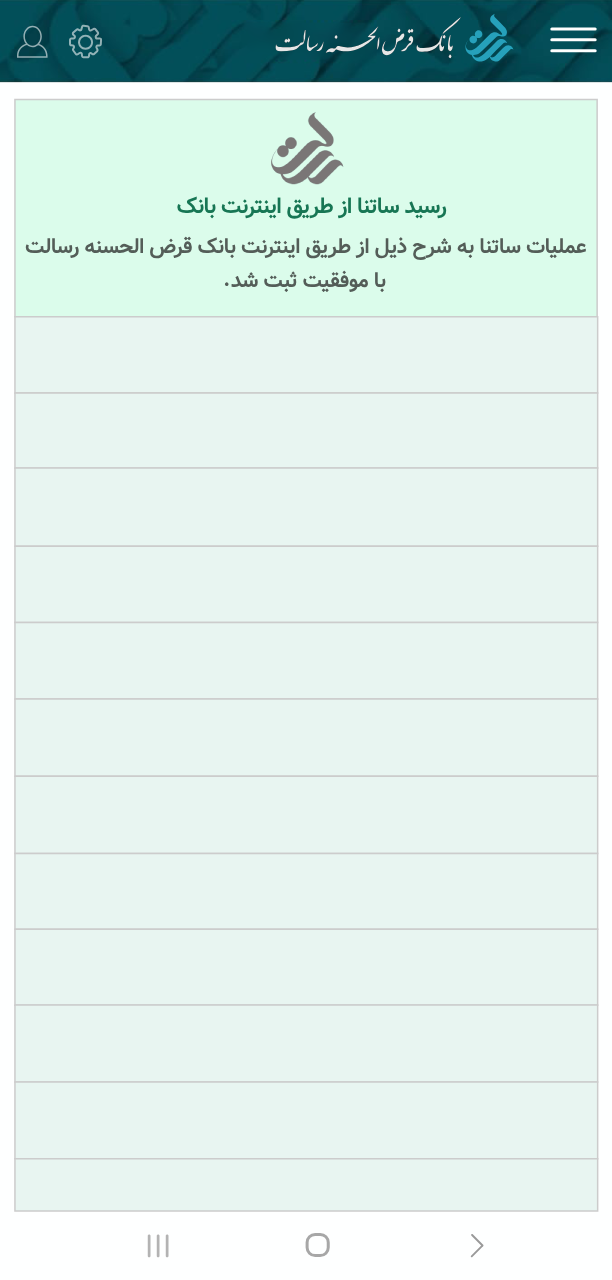 بانک قرض الحسنه رسالت
رسید ساتنا از طریق اینترنت بانک
عملیات ساتنا به شرح ذیل از طریق اینترنت بانک قرض الحسنه رسالت
با موفقیت ثبت شد.